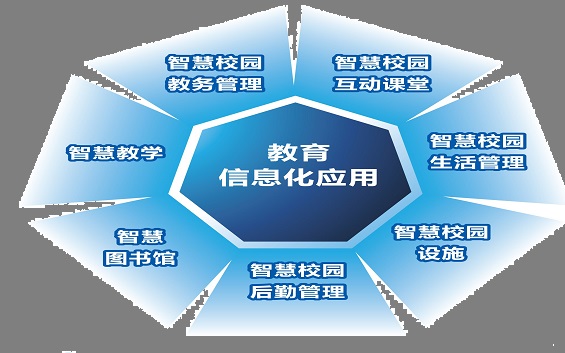 智慧校园
教务管理
智慧校园
互动课堂
智慧教学
教育
信息化应用
智慧校园
生活管理
智慧
图书馆
智慧校园
设施
智慧校园
后勤管理